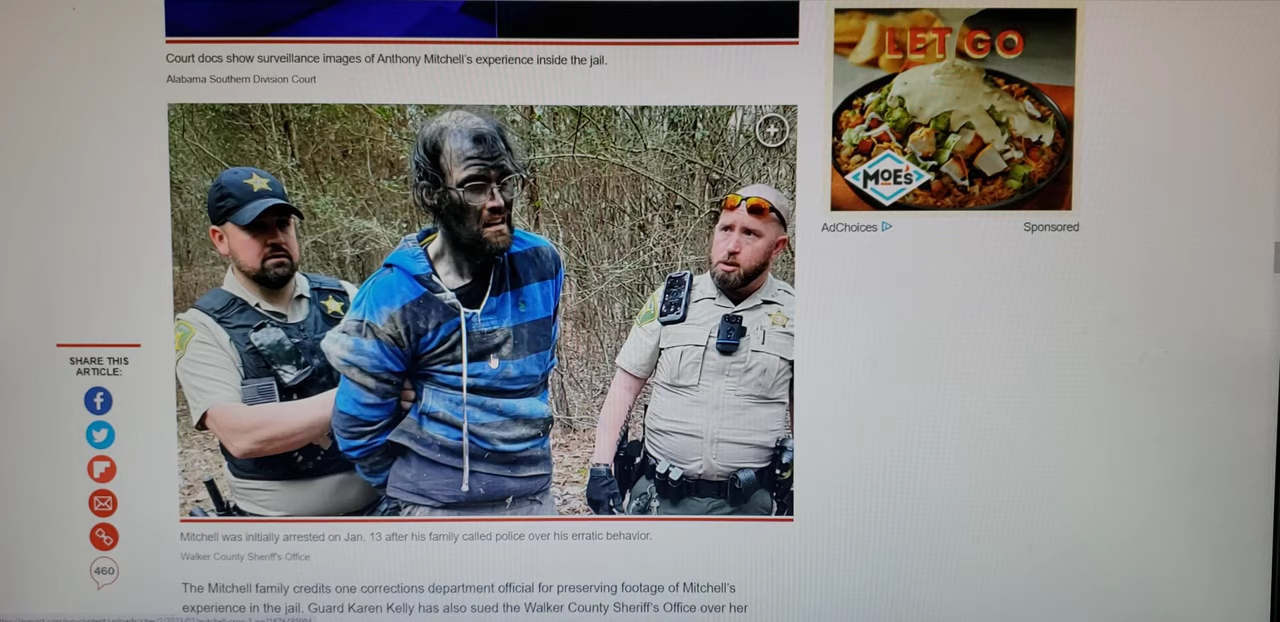 Court docs show surveillance images of Anthony Mitchell's experience inside the jail.
Alabama Southern Division Court
LET GO
MOE's
AdChoices
Sponsored
SHARE THIS
ARTICLE:
460
Mitchell was initially arrested on Jan. 13 after his family called police over his erratic behavior.
Walker County Sheriff's Office
The Mitchell family credits one corrections department official for preserving footage of Mitchell's
experience in the jail. Guard Karen Kelly has also sued the Walker County Sheriff's Office over her